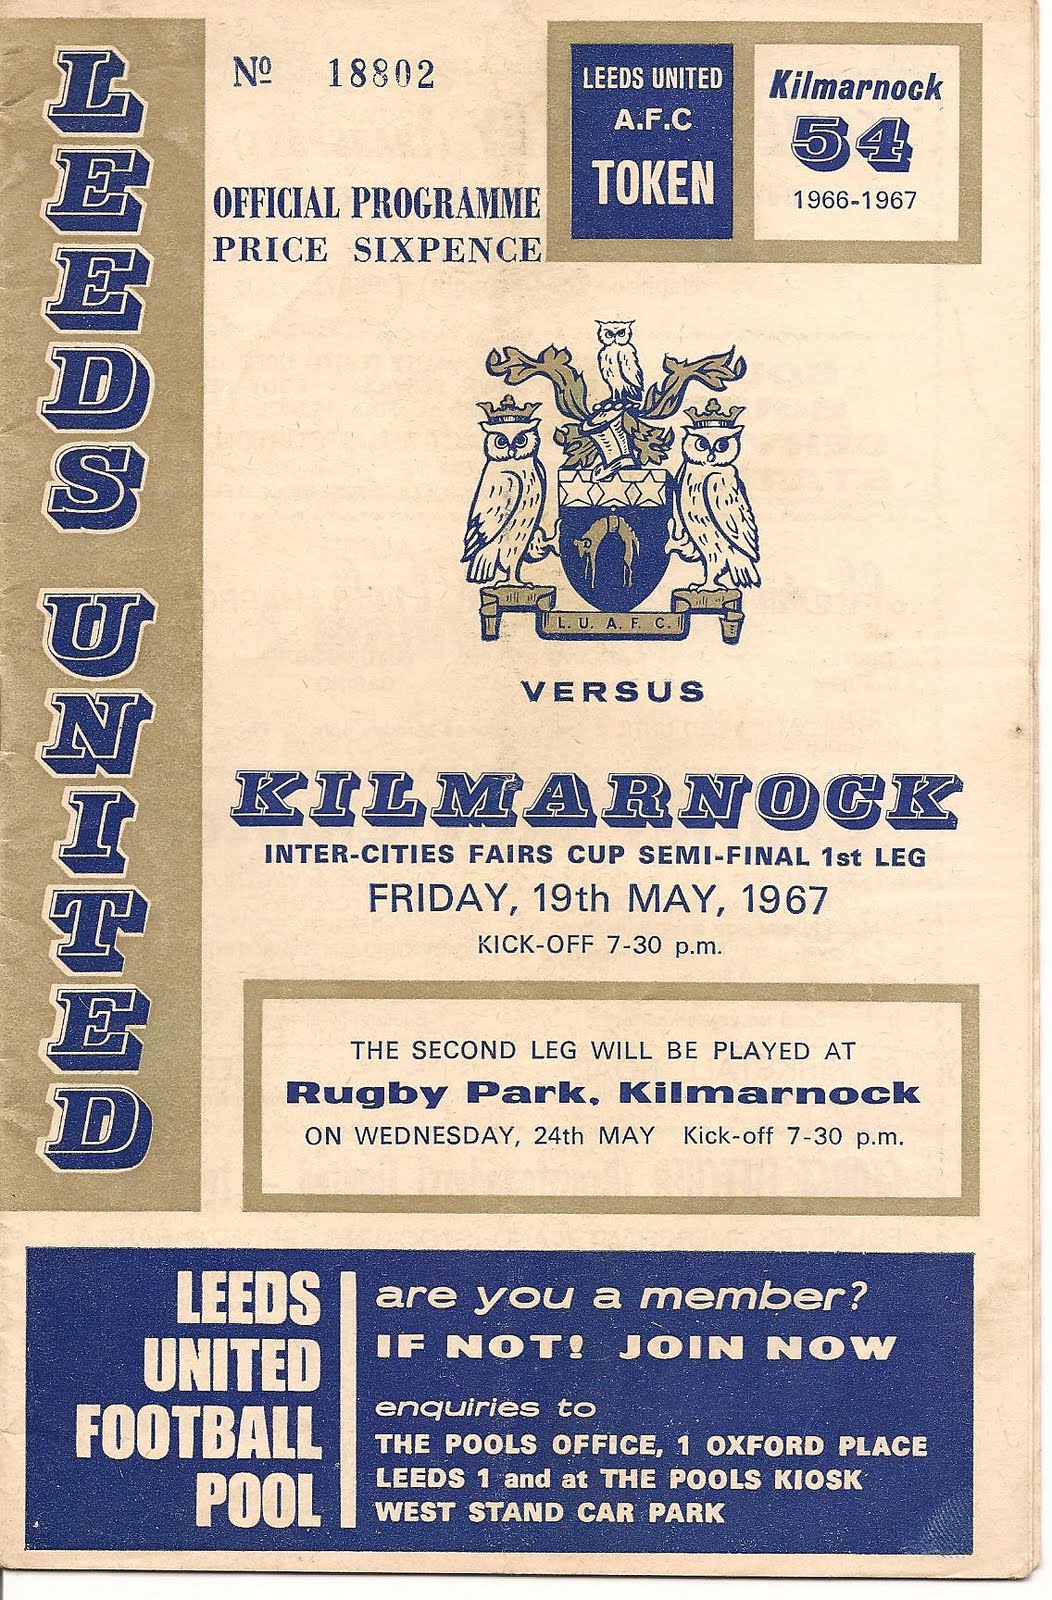 LEEDS UNITED
Nº 18802
OFFICIAL PROGRAMME
PRICE SIXPENCE
LEEDS UNITED
A.F.C
TOKEN
Kilmarnock
54
1966-1967
L. U. A. F. C.
VERSUS
KILMARNOCK
INTER-CITIES FAIRS CUP SEMI-FINAL 1st LEG
FRIDAY, 19th MAY, 1967
KICK-OFF 7-30 p.m.
THE SECOND LEG WILL BE PLAYED AT
Rugby Park, Kilmarnock
ON WEDNESDAY, 24th MAY Kick-off 7-30 p.m.
LEEDS
UNITED
FOOTBALL
POOL
are you a member?
IF NOT! JOIN NOW
enquiries to
THE POOLS OFFICE, 1 OXFORD PLACE
LEEDS 1 and at THE POOLS KIOSK
WEST STAND CAR PARK